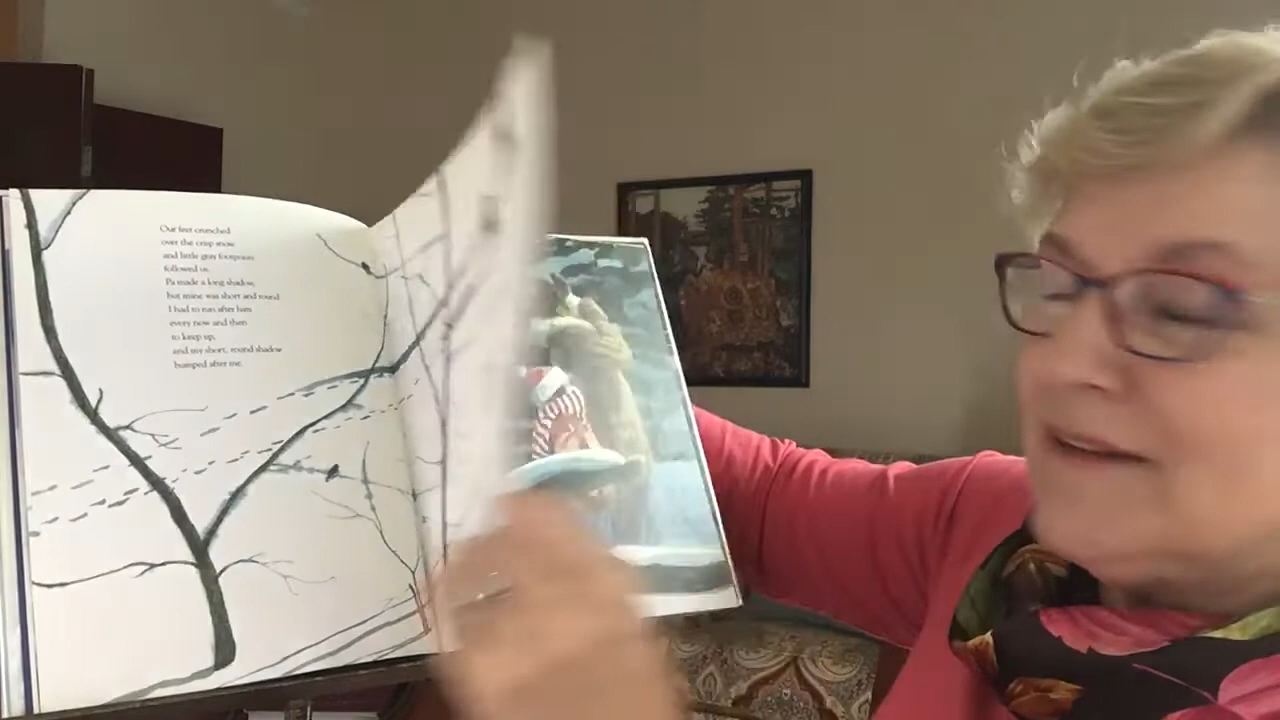 Our feet crunched
over the crisp snow
and little gray footprints
followed us.
Pa made a long shadow,
but mine was short and round.
I had to run after him
every now and then
to keep up,
and my short, round shadow
bumped after me.